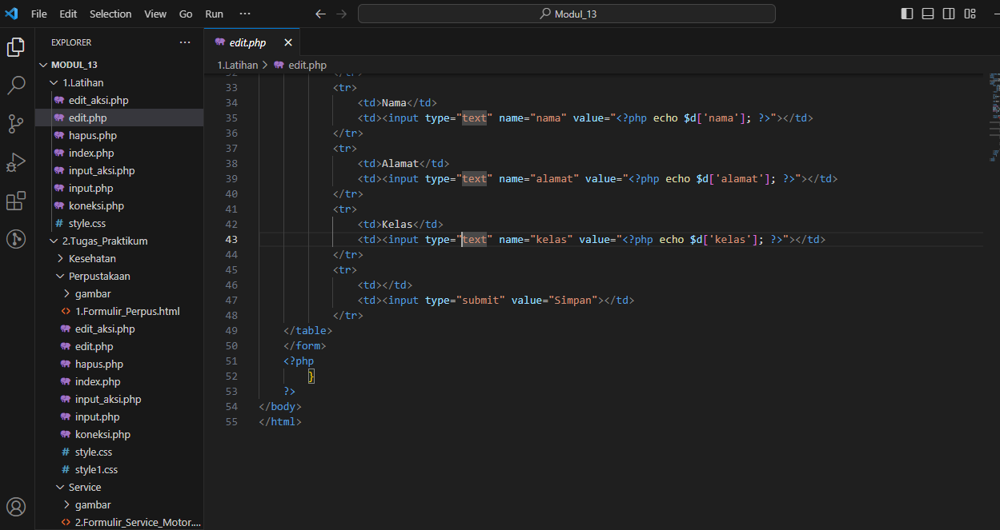 File Edit Selection View Go Run ··· Modul_13
EXPLORER ···
MODUL_13
1.Latihan
edit_aksi.php
edit.php
hapus.php
index.php
input_aksi.php
input.php
koneksi.php
# style.css
2.Tugas_Praktikum
Kesehatan
Perpustakaan
gambar
<> 1.Formulir_Perpus.html
edit_aksi.php
edit.php
hapus.php
index.php
input_aksi.php
input.php
koneksi.php
# style.css
# style1.css
Service
gambar
<> 2.Formulir_Service_Motor....
edit.php
1.Latihan > edit.php
32 </tr>
33 <tr>
34 <td>Nama</td>
35 <td><input type="text" name="nama" value="<?php echo $d['nama']; ?>"></td>
36 </tr>
37 <tr>
38 <td>Alamat</td>
39 <td><input type="text" name="alamat" value="<?php echo $d['alamat']; ?>"></td>
40 </tr>
41 <tr>
42 <td>Kelas</td>
43 <td><input type="text" name="kelas" value="<?php echo $d['kelas']; ?>"></td>
44 </tr>
45 <tr>
46 <td></td>
47 <td><input type="submit" value="Simpan"></td>
48 </tr>
49 </table>
50 </form>
51 <?php
52 }
53 ?>
54 </body>
55 </html>